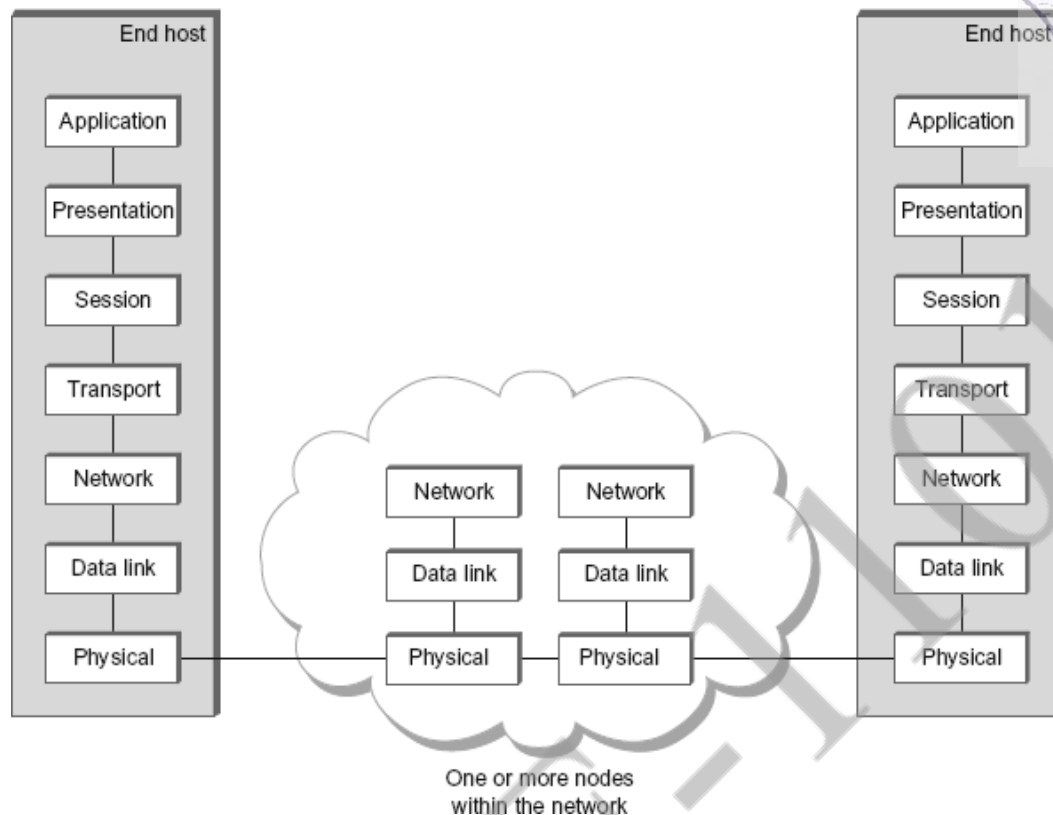 End host
Application
Presentation
Session
Transport
Network
Data link
Physical
Network
Data link
Physical
Network
Data link
Physical
One or more nodes
within the network
End host
Application
Presentation
Session
Transport
Network
Data link
Physical